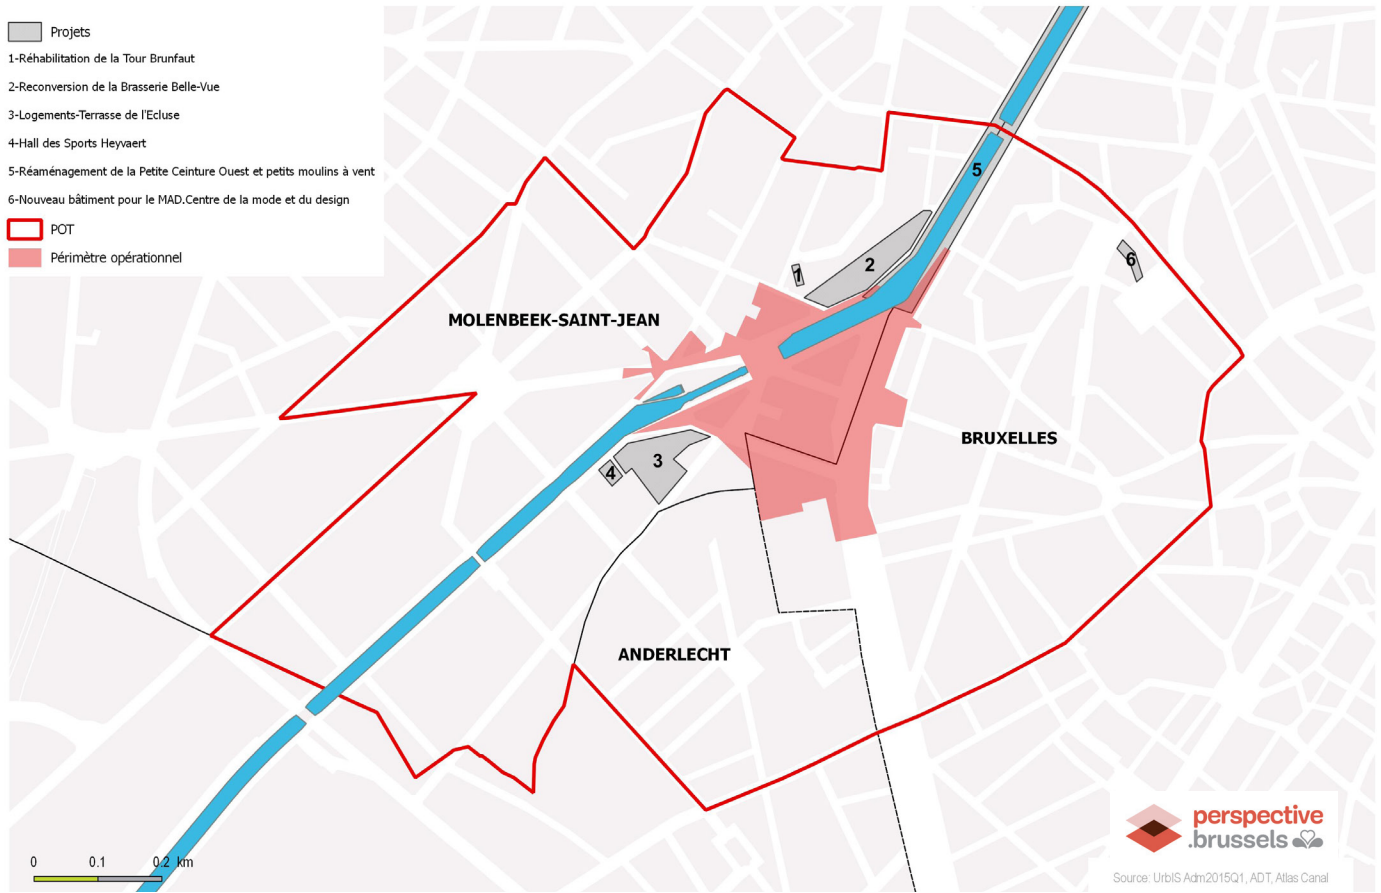 Projets
1-Réhabilitation de la Tour Brunfaut
2-Reconversion de la Brasserie Belle-Vue
3-Logements-Terrasse de l'Ecluse
4-Hall des Sports Heyvaert
5-Réaménagement de la Petite Ceinture Ouest et petits moulins à vent
6-Nouveau bâtiment pour le MAD.Centre de la mode et du design
POT
Périmètre opérationnel
5
6
2
1
MOLENBEEK-SAINT-JEAN
BRUXELLES
3
4
ANDERLECHT
perspective
.brussels
0 0.1 0.2 km
Source: UrbIS Adm2015Q1, ADT, Atlas Canal